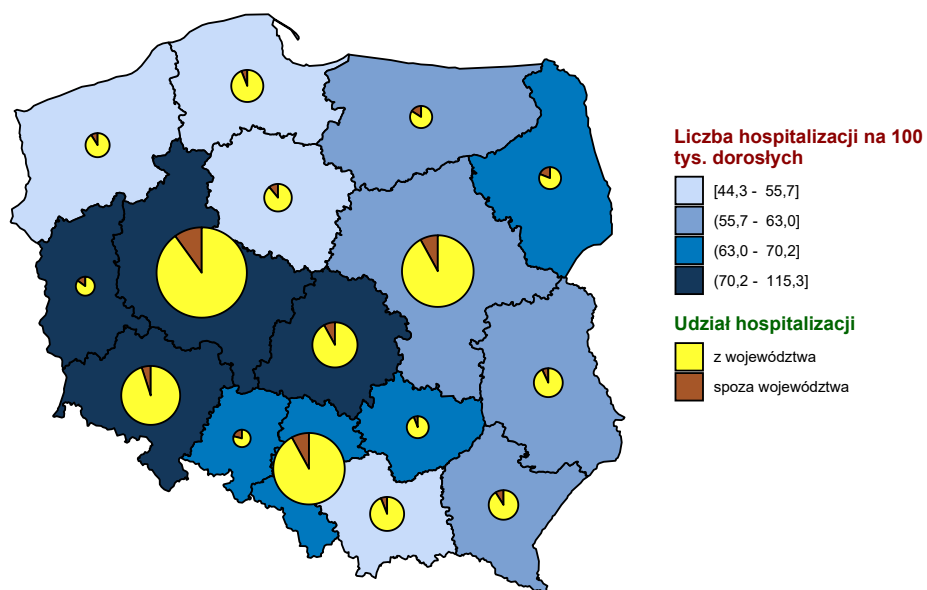 Liczba hospitalizacji na 100
tys. dorosłych
[44,3 - 55,7]
(55,7 - 63,0]
(63,0 - 70,2]
(70,2 - 115,3]
Udział hospitalizacji
z województwa
spoza województwa